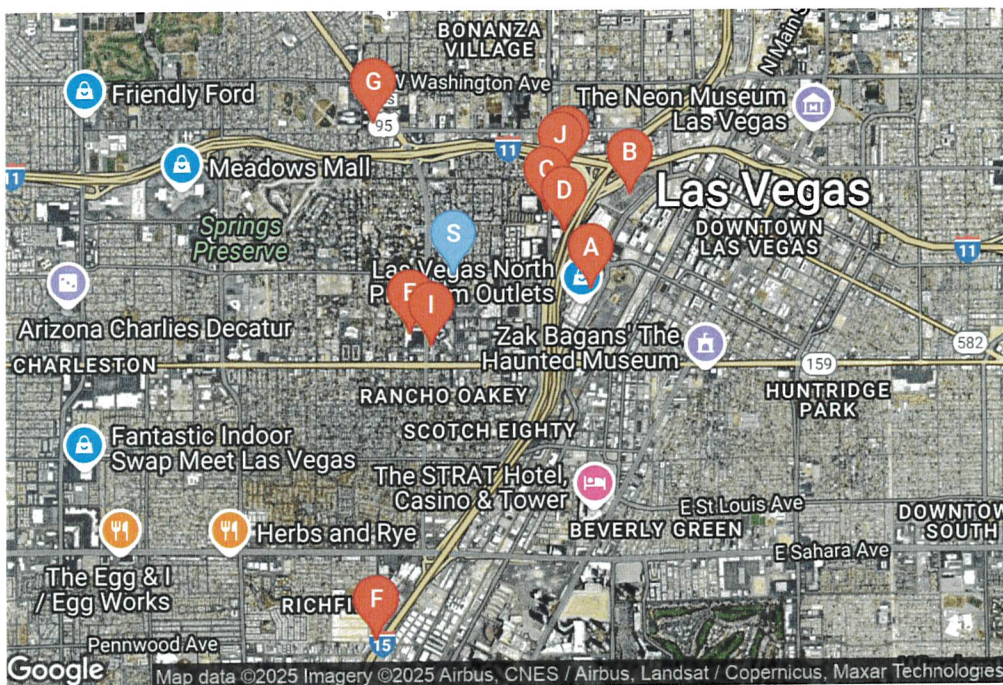 BONANZA
VILLAGE
N Main
G
W Washington Ave
Friendly Ford
95
The Neon Museum
Las Vegas
J
11
B
Meadows Mall
C
11
D
Las Vegas
Springs
Preserve
S
DOWNTOWN
LAS VEGAS
A
11
Las Vegas North
Outlets
I
Arizona Charlies Decatur
Zak Bagans' The
Haunted Museum
582
CHARLESTON
159
RANCHO OAKEY
HUNTRIDGE
PARK
SCOTCH EIGHTY
Fantastic Indoor
Swap Meet Las Vegas
The STRAT Hotel,
Casino & Tower
E St Louis Ave
Herbs and Rye
BEVERLY GREEN
DOWNTOW
SOUTH
E Sahara Ave
The Egg & I
/ Egg Works
F
15
Pennwood Ave
Google
Map data ©2025 Imagery ©2025 Airbus, CNES / Airbus, Landsat / Copernicus, Maxar Technologies